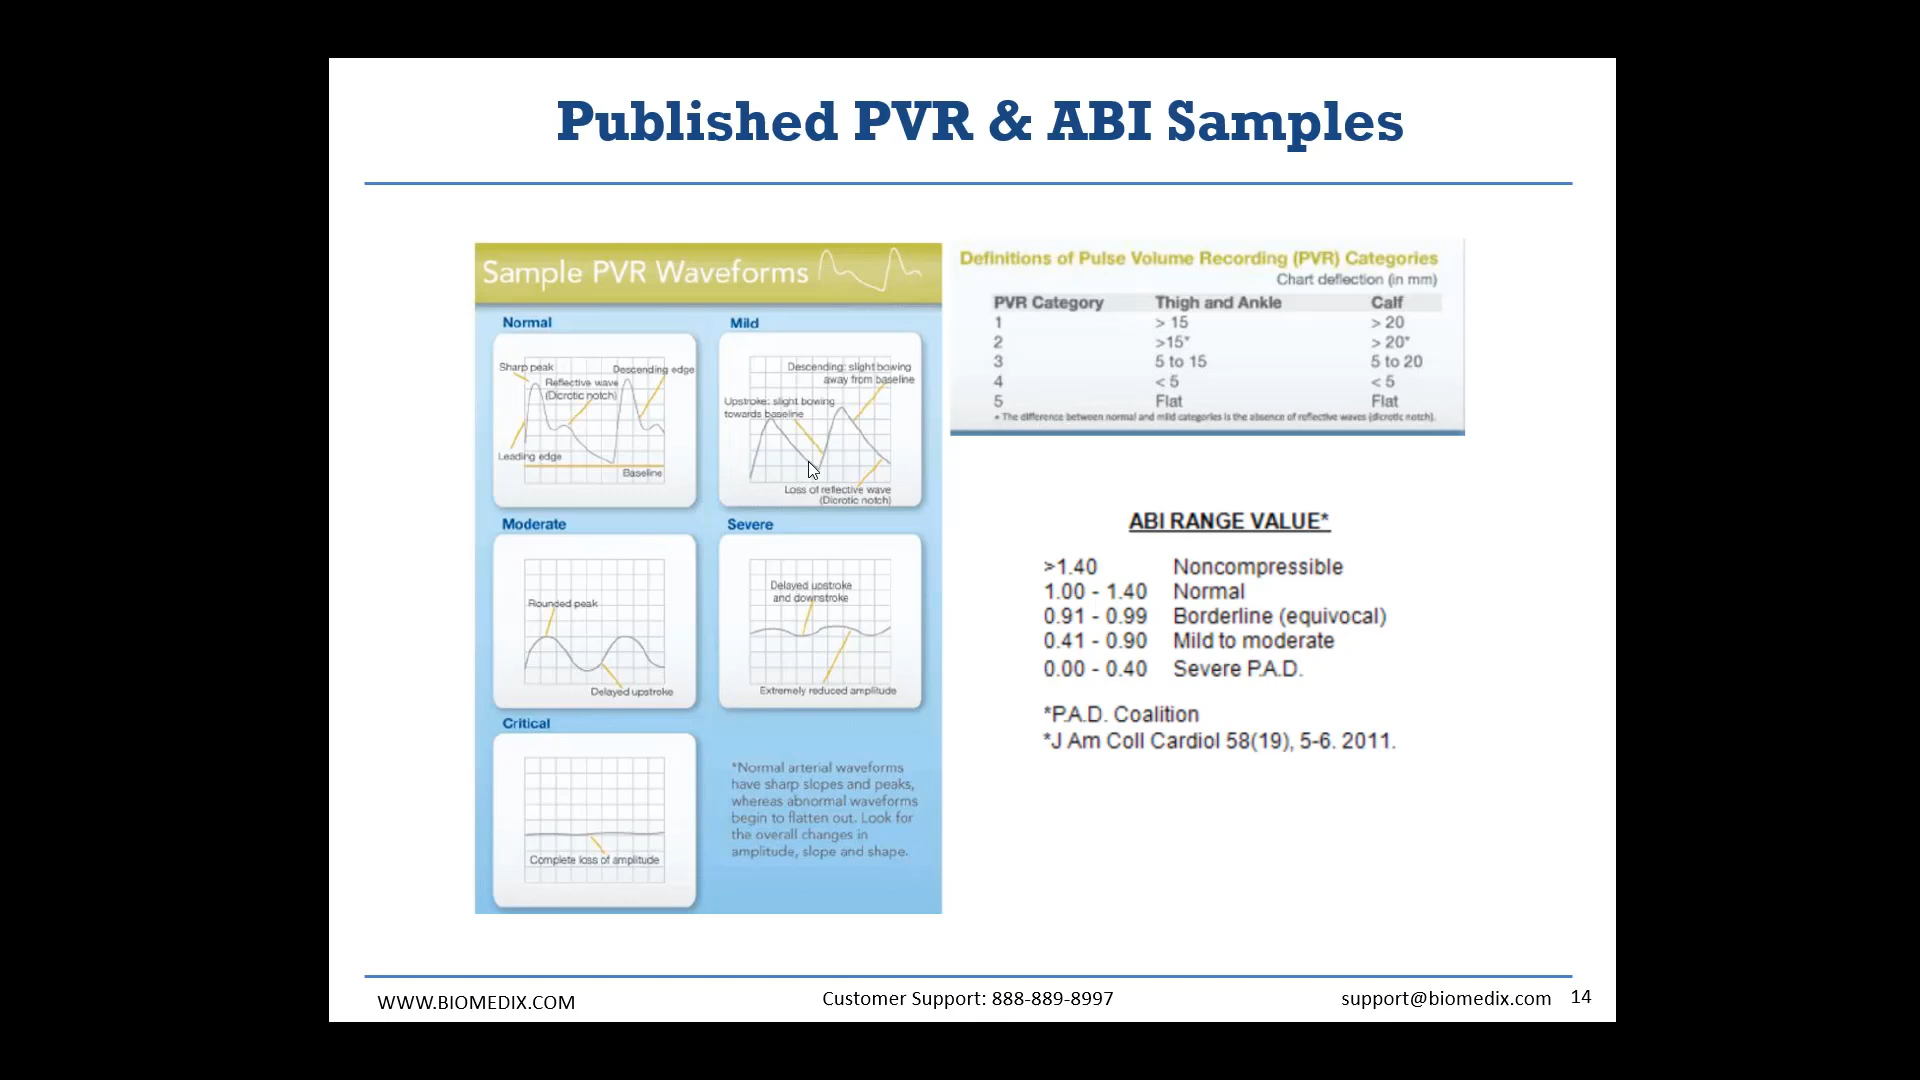 Published PVR & ABI Samples
Sample PVR Waveforms
Normal
Sharp peak
Reflective wave
(Dicrotic notch)
Descending edge
Leading edge
Baseline
Mild
Descending: slight bowing
away from baseline
Upstroke: slight bowing
towards baseline
Loss of reflective wave
(Dicrotic notch)
Moderate
Rounded peak
Delayed upstroke
Severe
Delayed upstroke
and downstroke
Extremely reduced amplitude
Critical
Complete loss of amplitude
*Normal arterial waveforms
have sharp slopes and peaks,
whereas abnormal waveforms
begin to flatten out. Look for
the overall changes in
amplitude, slope and shape.
Definitions of Pulse Volume Recording (PVR) Categories
Chart deflection (in mm)
PVR Category Thigh and Ankle Calf
1 > 15 > 20
2 >15* > 20*
3 5 to 15 5 to 20
4 < 5 < 5
5 Flat Flat
* The difference between normal and mild categories is the absence of reflective waves (dicrotic notch).
ABI RANGE VALUE*
>1.40 Noncompressible
1.00 - 1.40 Normal
0.91 - 0.99 Borderline (equivocal)
0.41 - 0.90 Mild to moderate
0.00 - 0.40 Severe P.A.D.
*P.A.D. Coalition
*J Am Coll Cardiol 58(19), 5-6. 2011.
WWW.BIOMEDIX.COM
Customer Support: 888-889-8997
support@biomedix.com 14